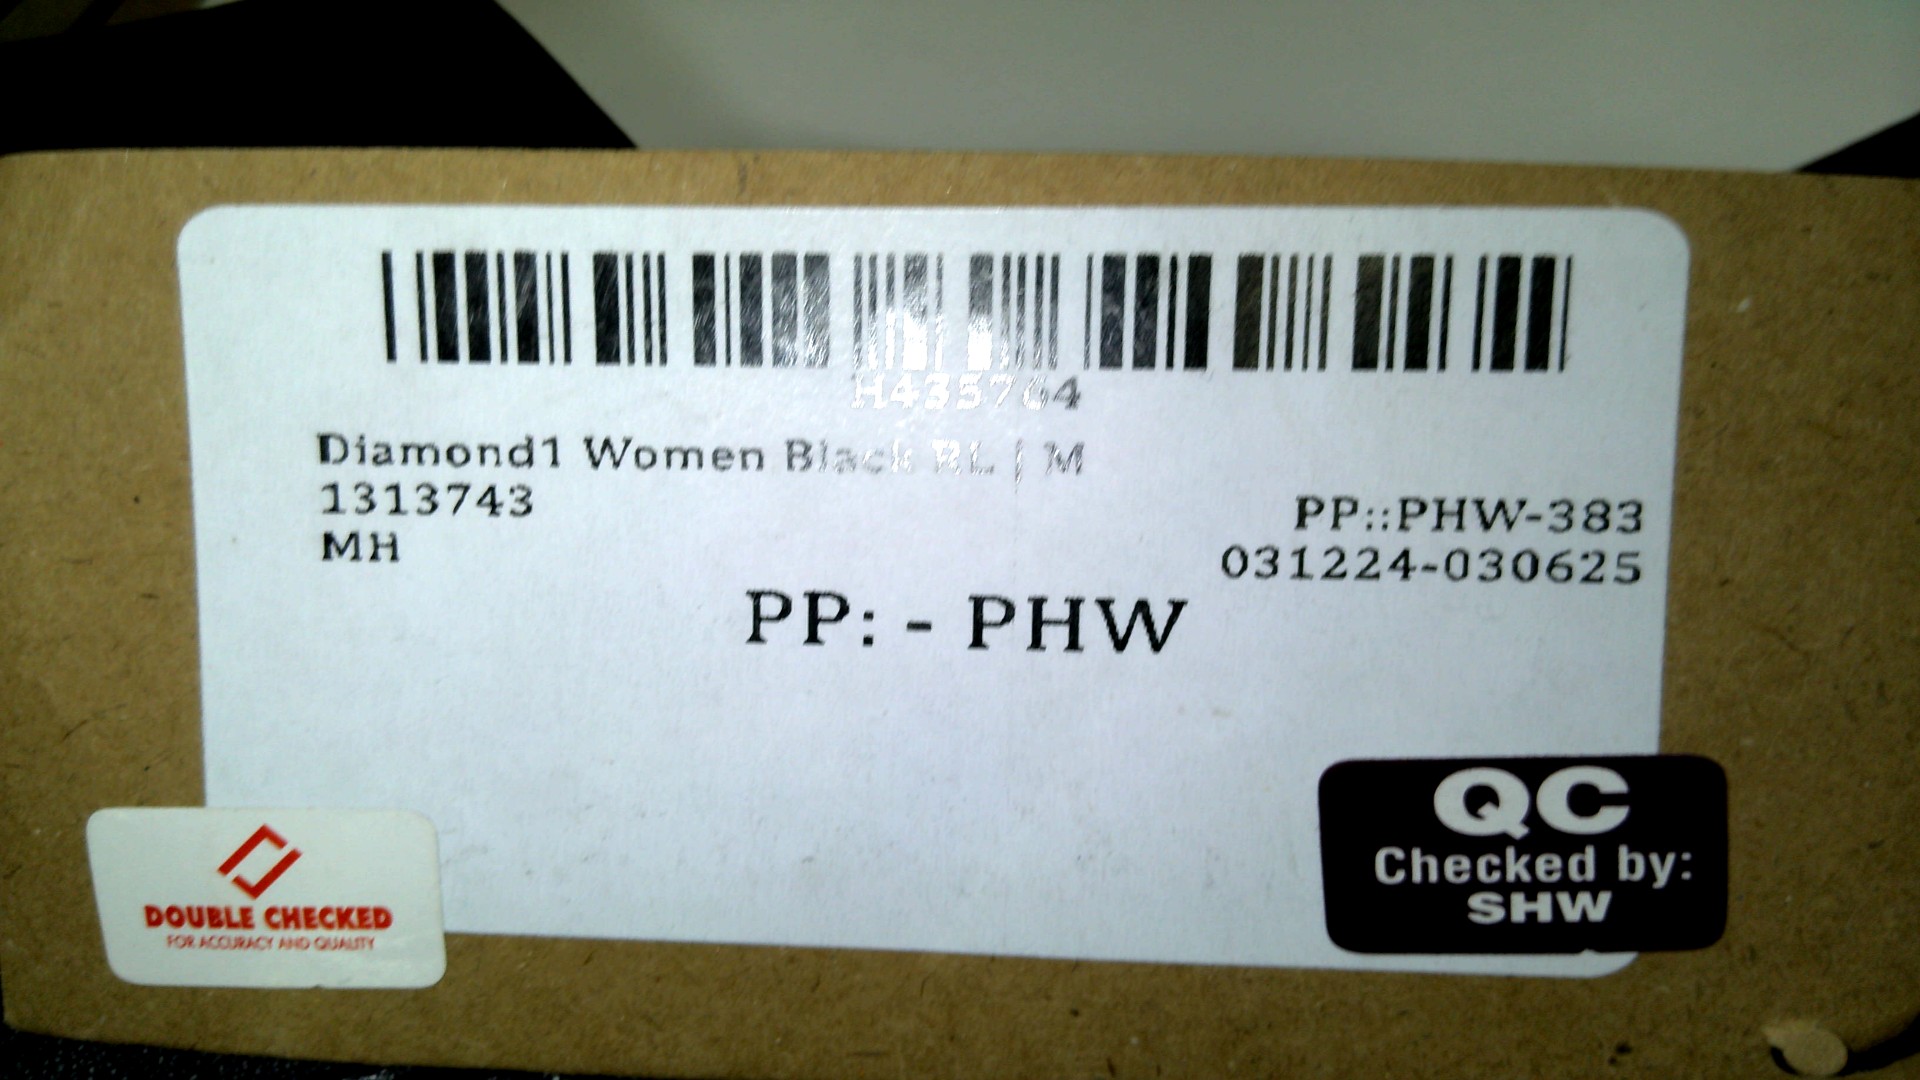 H435764
Diamond1 Women Black RL | M
1313743
MH
PP::PHW-383
031224-030625
PP: - PHW
DOUBLE CHECKED
FOR ACCURACY AND QUALITY
QC
Checked by:
SHW